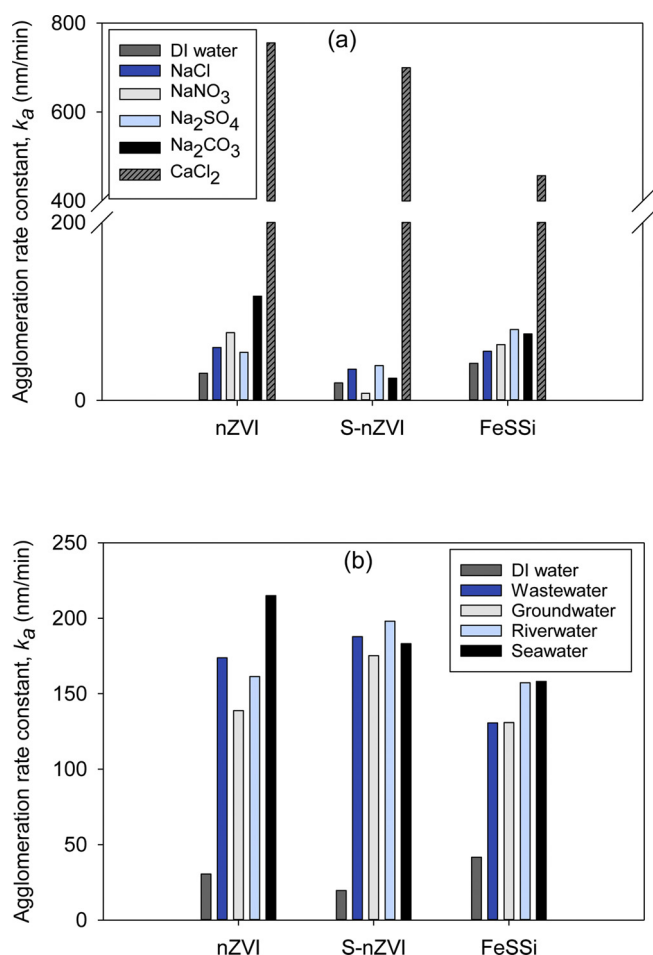 800
(a)
DI water
NaCl
NaNO3
Na2SO4
Na2CO3
CaCl2
600
400
200
0
Agglomeration rate constant, ka (nm/min)
nZVI
S-nZVI
FeSSi
250
(b)
DI water
Wastewater
Groundwater
Riverwater
Seawater
200
150
100
50
0
Agglomeration rate constant, ka (nm/min)
nZVI
S-nZVI
FeSSi